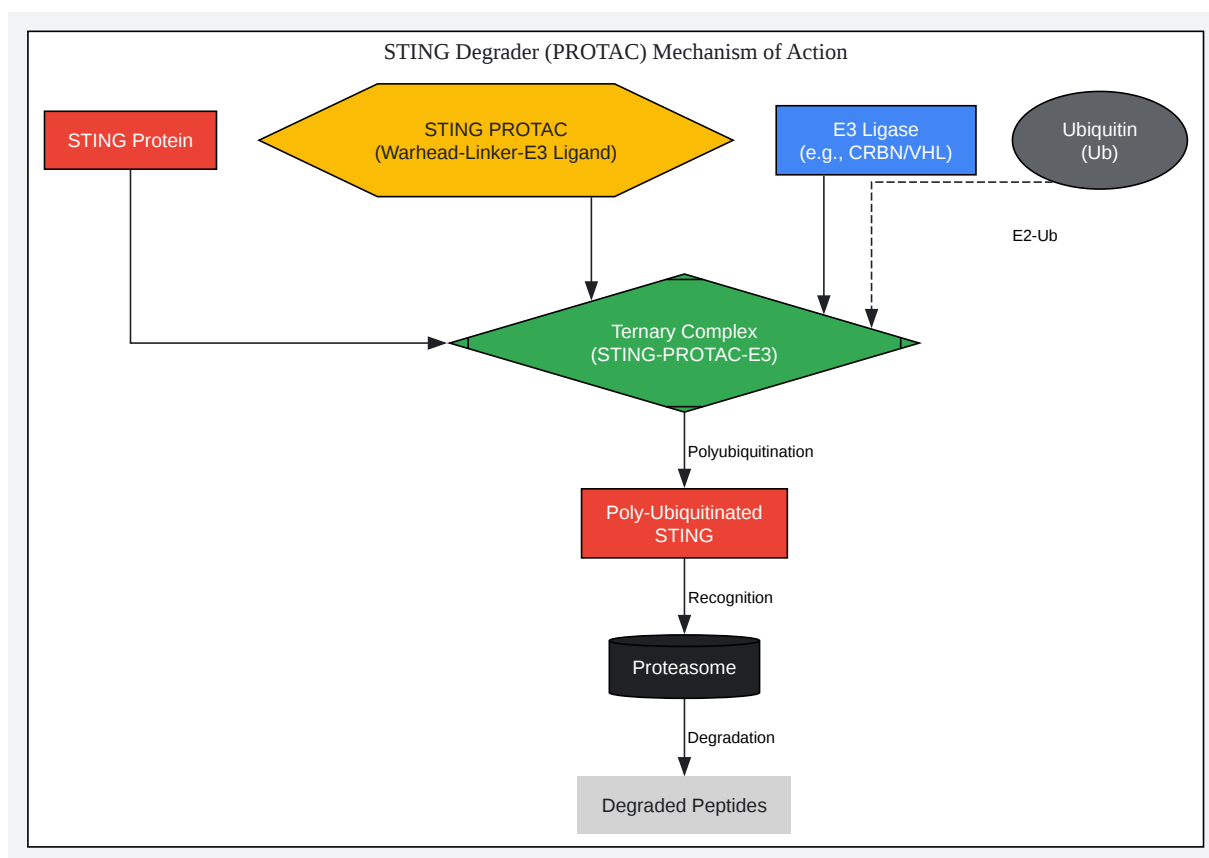 STING Degrader (PROTAC) Mechanism of Action
STING Protein
STING PROTAC
(Warhead-Linker-E3 Ligand)
E3 Ligase
(e.g., CRBN/VHL)
Ubiquitin
(Ub)
E2-Ub
Ternary Complex
(STING-PROTAC-E3)
Polyubiquitination
Poly-Ubiquitinated
STING
Recognition
Proteasome
Degradation
Degraded Peptides